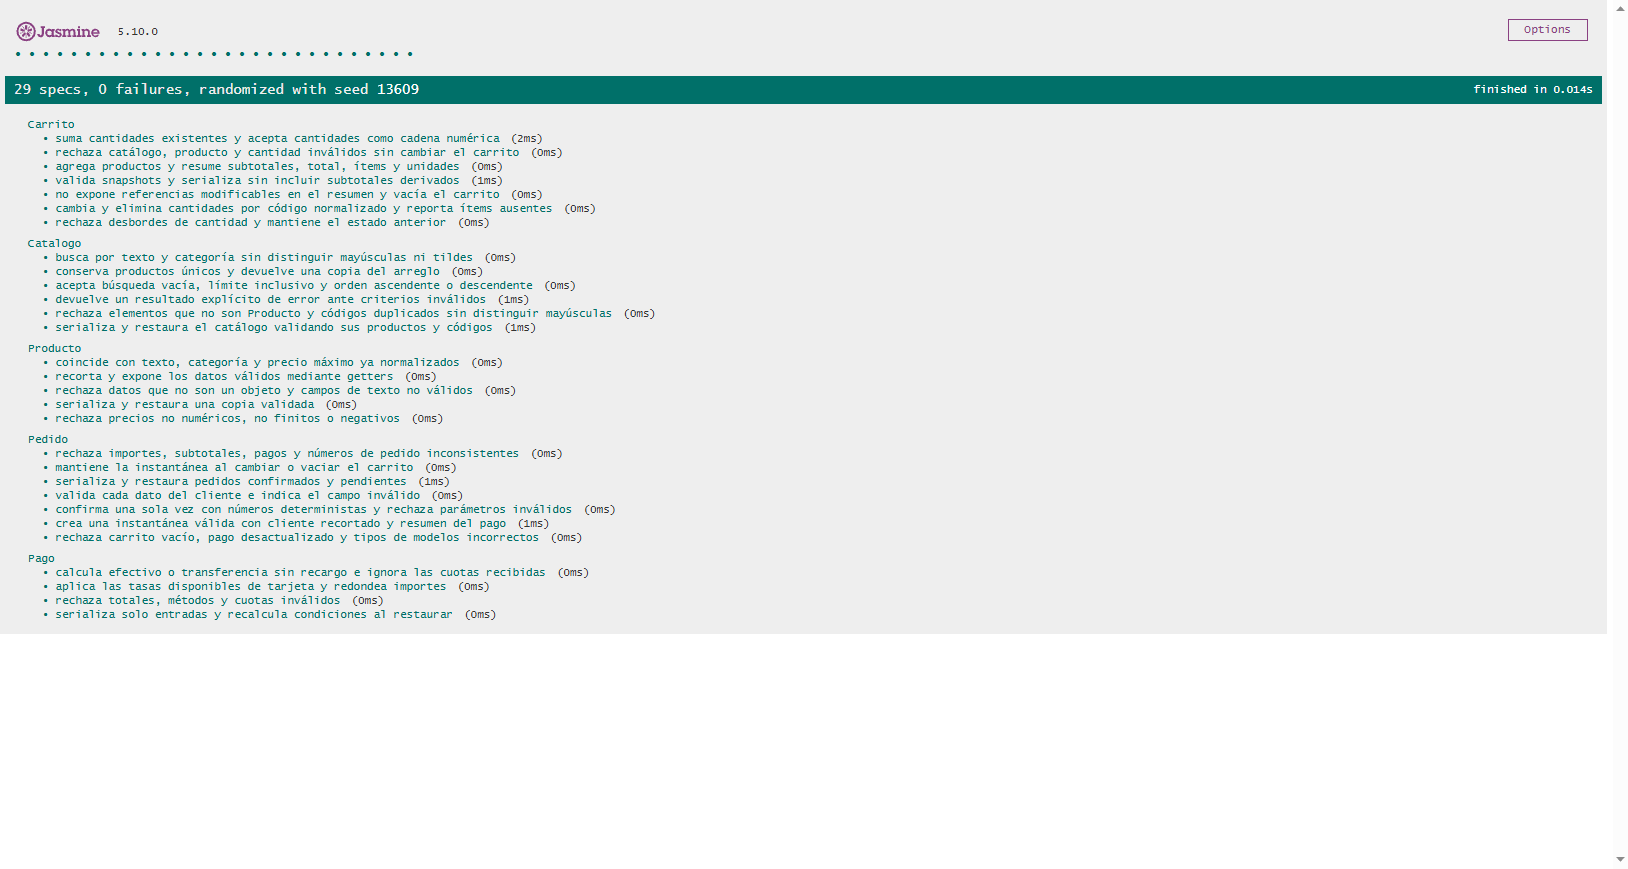 Jasmine 5.10.0
Options
29 specs, 0 failures, randomized with seed 13609
finished in 0.014s
Carrito
• suma cantidades existentes y acepta cantidades como cadena numérica (2ms)
• rechaza catálogo, producto y cantidad inválidos sin cambiar el carrito (0ms)
• agrega productos y resume subtotales, total, ítems y unidades (0ms)
• valida snapshots y serializa sin incluir subtotales derivados (1ms)
• no expone referencias modificables en el resumen y vacía el carrito (0ms)
• cambia y elimina cantidades por código normalizado y reporta ítems ausentes (0ms)
• rechaza desbordes de cantidad y mantiene el estado anterior (0ms)
Catalogo
• busca por texto y categoría sin distinguir mayúsculas ni tildes (0ms)
• conserva productos únicos y devuelve una copia del arreglo (0ms)
• acepta búsqueda vacía, límite inclusivo y orden ascendente o descendente (0ms)
• devuelve un resultado explícito de error ante criterios inválidos (1ms)
• rechaza elementos que no son Producto y códigos duplicados sin distinguir mayúsculas (0ms)
• serializa y restaura el catálogo validando sus productos y códigos (1ms)
Producto
• coincide con texto, categoría y precio máximo ya normalizados (0ms)
• recorta y expone los datos válidos mediante getters (0ms)
• rechaza datos que no son un objeto y campos de texto no válidos (0ms)
• serializa y restaura una copia validada (0ms)
• rechaza precios no numéricos, no finitos o negativos (0ms)
Pedido
• rechaza importes, subtotales, pagos y números de pedido inconsistentes (0ms)
• mantiene la instantánea al cambiar o vaciar el carrito (0ms)
• serializa y restaura pedidos confirmados y pendientes (1ms)
• valida cada dato del cliente e indica el campo inválido (0ms)
• confirma una sola vez con números deterministas y rechaza parámetros inválidos (0ms)
• crea una instantánea válida con cliente recortado y resumen del pago (1ms)
• rechaza carrito vacío, pago desactualizado y tipos de modelos incorrectos (0ms)
Pago
• calcula efectivo o transferencia sin recargo e ignora las cuotas recibidas (0ms)
• aplica las tasas disponibles de tarjeta y redondea importes (0ms)
• rechaza totales, métodos y cuotas inválidos (0ms)
• serializa solo entradas y recalcula condiciones al restaurar (0ms)